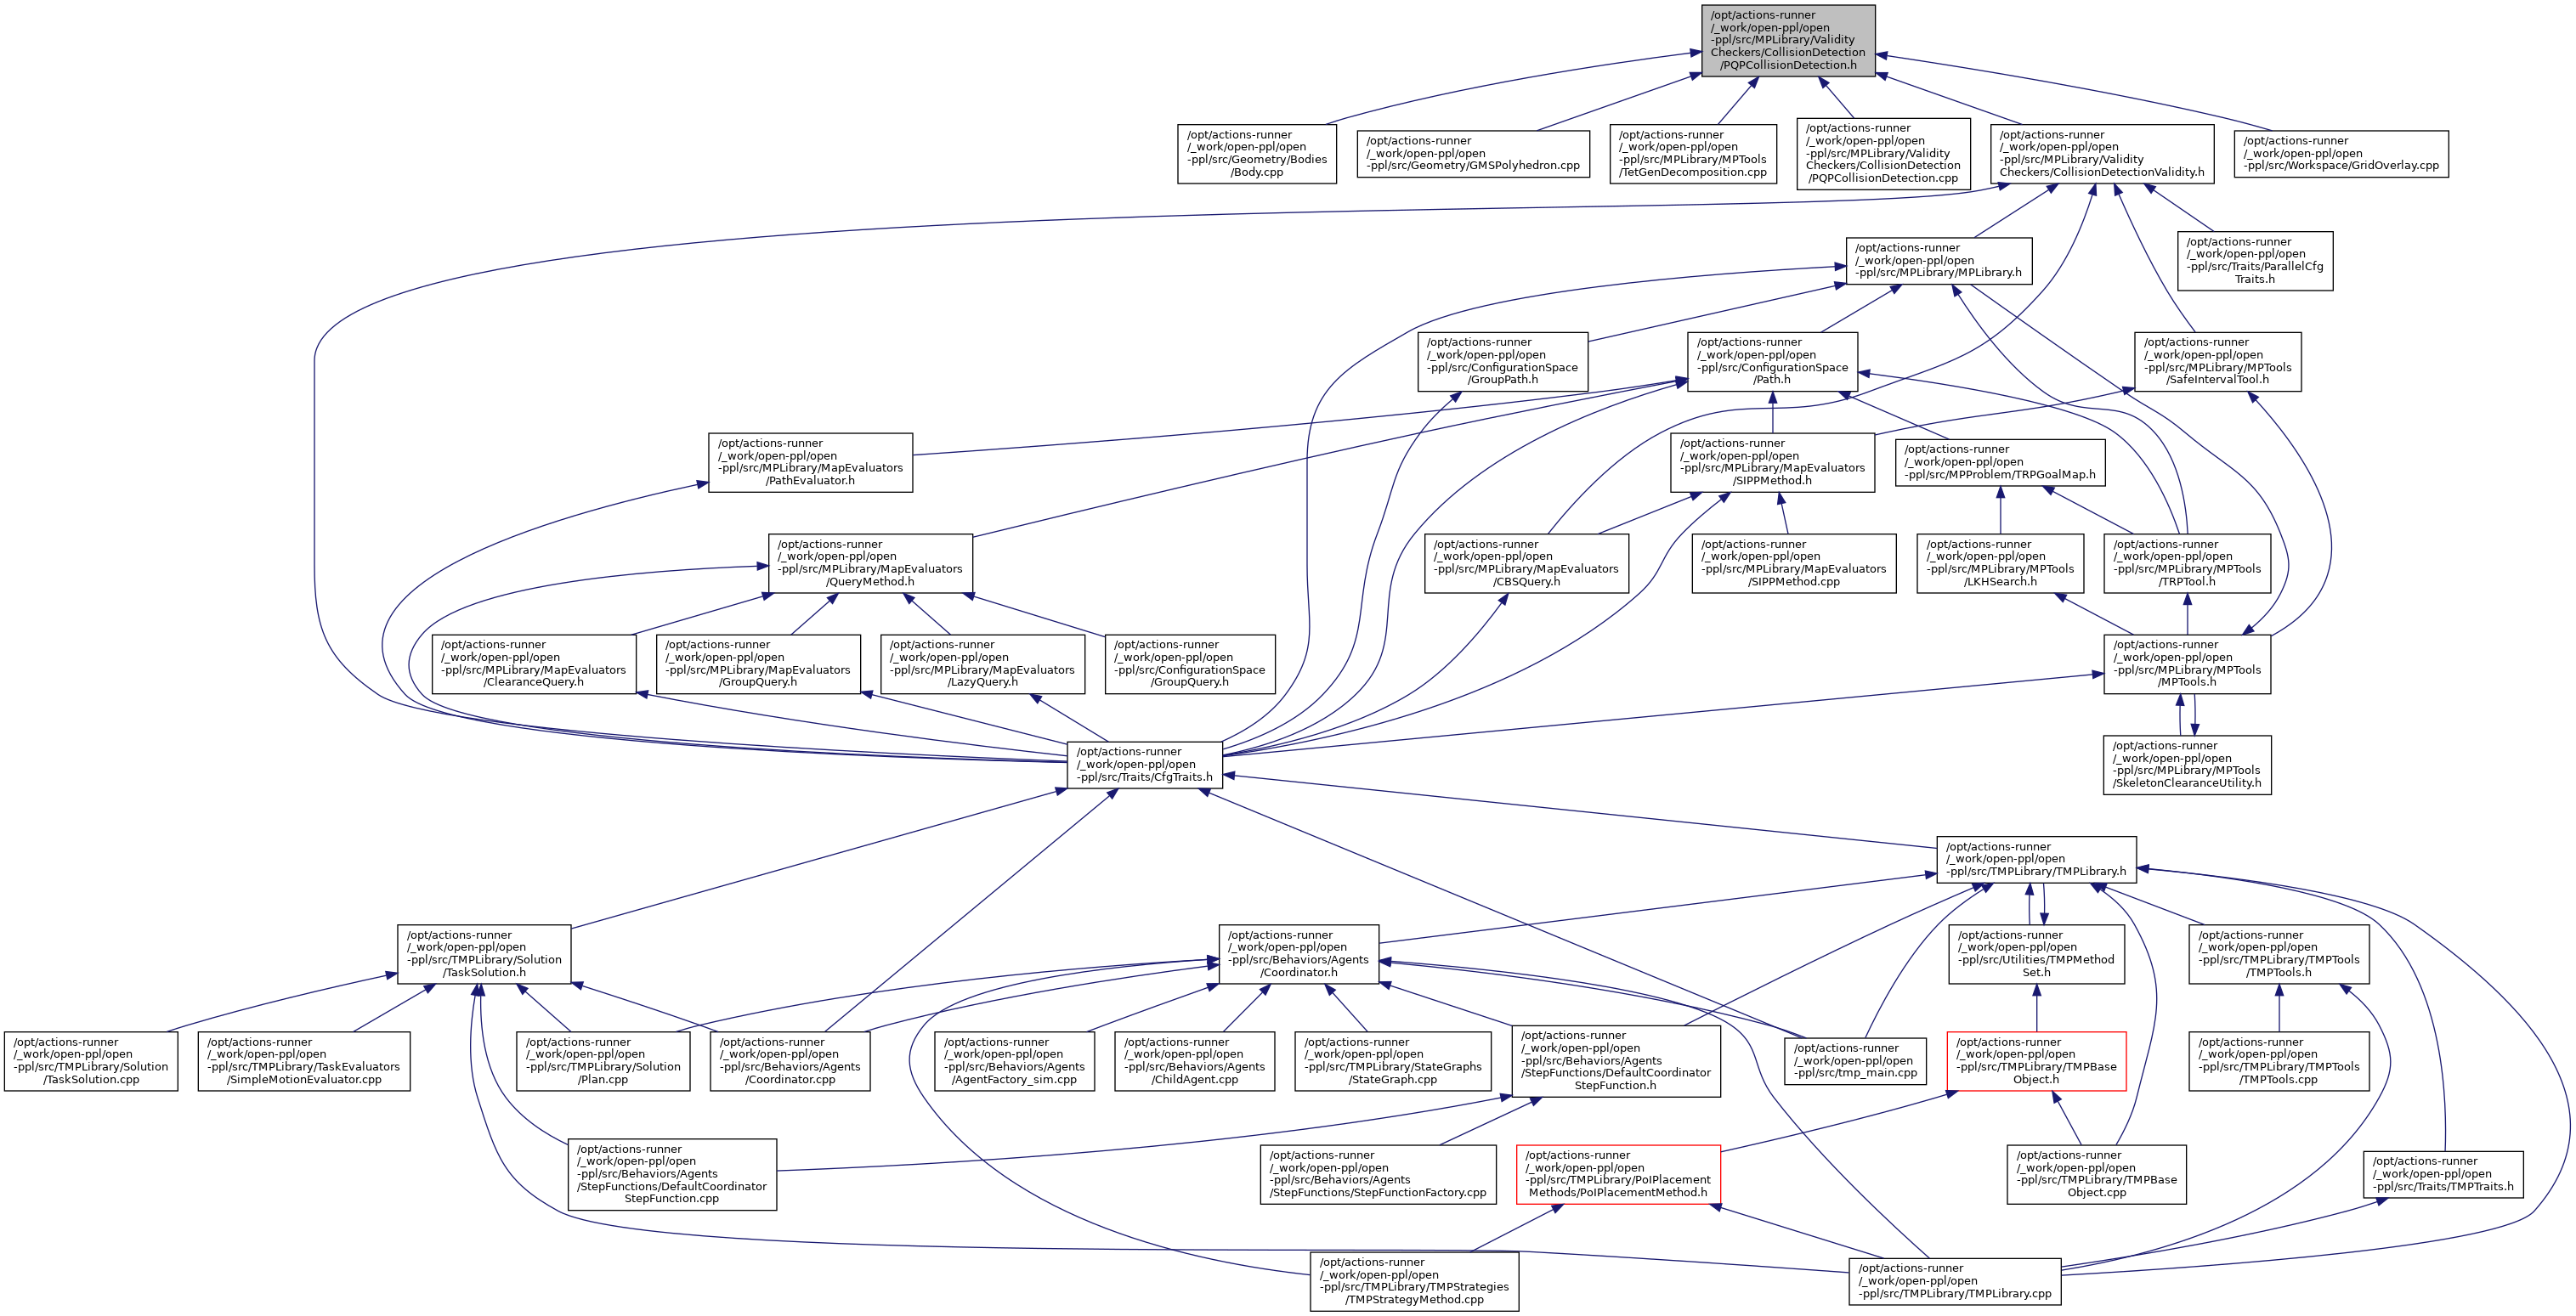 /opt/actions-runner
/_work/open-ppl/open
-ppl/src/MPLibrary/Validity
Checkers/CollisionDetection
/PQPCollisionDetection.h
/opt/actions-runner
/_work/open-ppl/open
-ppl/src/Geometry/Bodies
/Body.cpp
/opt/actions-runner
/_work/open-ppl/open
-ppl/src/Geometry/GMSPolyhedron.cpp
/opt/actions-runner
/_work/open-ppl/open
-ppl/src/MPLibrary/MPTools
/TetGenDecomposition.cpp
/opt/actions-runner
/_work/open-ppl/open
-ppl/src/MPLibrary/Validity
Checkers/CollisionDetection
/PQPCollisionDetection.cpp
/opt/actions-runner
/_work/open-ppl/open
-ppl/src/MPLibrary/Validity
Checkers/CollisionDetectionValidity.h
/opt/actions-runner
/_work/open-ppl/open
-ppl/src/Workspace/GridOverlay.cpp
/opt/actions-runner
/_work/open-ppl/open
-ppl/src/MPLibrary/MPLibrary.h
/opt/actions-runner
/_work/open-ppl/open
-ppl/src/Traits/ParallelCfg
Traits.h
/opt/actions-runner
/_work/open-ppl/open
-ppl/src/ConfigurationSpace
/GroupPath.h
/opt/actions-runner
/_work/open-ppl/open
-ppl/src/ConfigurationSpace
/Path.h
/opt/actions-runner
/_work/open-ppl/open
-ppl/src/MPLibrary/MPTools
/SafeIntervalTool.h
/opt/actions-runner
/_work/open-ppl/open
-ppl/src/MPLibrary/MapEvaluators
/PathEvaluator.h
/opt/actions-runner
/_work/open-ppl/open
-ppl/src/MPLibrary/MapEvaluators
/SIPPMethod.h
/opt/actions-runner
/_work/open-ppl/open
-ppl/src/MPProblem/TRPGoalMap.h
/opt/actions-runner
/_work/open-ppl/open
-ppl/src/MPLibrary/MapEvaluators
/QueryMethod.h
/opt/actions-runner
/_work/open-ppl/open
-ppl/src/MPLibrary/MapEvaluators
/CBSQuery.h
/opt/actions-runner
/_work/open-ppl/open
-ppl/src/MPLibrary/MapEvaluators
/SIPPMethod.cpp
/opt/actions-runner
/_work/open-ppl/open
-ppl/src/MPLibrary/MPTools
/LKHSearch.h
/opt/actions-runner
/_work/open-ppl/open
-ppl/src/MPLibrary/MPTools
/TRPTool.h
/opt/actions-runner
/_work/open-ppl/open
-ppl/src/MPLibrary/MapEvaluators
/ClearanceQuery.h
/opt/actions-runner
/_work/open-ppl/open
-ppl/src/MPLibrary/MapEvaluators
/GroupQuery.h
/opt/actions-runner
/_work/open-ppl/open
-ppl/src/MPLibrary/MapEvaluators
/LazyQuery.h
/opt/actions-runner
/_work/open-ppl/open
-ppl/src/ConfigurationSpace
/GroupQuery.h
/opt/actions-runner
/_work/open-ppl/open
-ppl/src/MPLibrary/MPTools
/MPTools.h
/opt/actions-runner
/_work/open-ppl/open
-ppl/src/Traits/CfgTraits.h
/opt/actions-runner
/_work/open-ppl/open
-ppl/src/MPLibrary/MPTools
/SkeletonClearanceUtility.h
/opt/actions-runner
/_work/open-ppl/open
-ppl/src/TMPLibrary/TMPLibrary.h
/opt/actions-runner
/_work/open-ppl/open
-ppl/src/TMPLibrary/Solution
/TaskSolution.h
/opt/actions-runner
/_work/open-ppl/open
-ppl/src/Behaviors/Agents
/Coordinator.h
/opt/actions-runner
/_work/open-ppl/open
-ppl/src/Utilities/TMPMethod
Set.h
/opt/actions-runner
/_work/open-ppl/open
-ppl/src/TMPLibrary/TMPTools
/TMPTools.h
/opt/actions-runner
/_work/open-ppl/open
-ppl/src/TMPLibrary/Solution
/TaskSolution.cpp
/opt/actions-runner
/_work/open-ppl/open
-ppl/src/TMPLibrary/TaskEvaluators
/SimpleMotionEvaluator.cpp
/opt/actions-runner
/_work/open-ppl/open
-ppl/src/TMPLibrary/Solution
/Plan.cpp
/opt/actions-runner
/_work/open-ppl/open
-ppl/src/Behaviors/Agents
/Coordinator.cpp
/opt/actions-runner
/_work/open-ppl/open
-ppl/src/Behaviors/Agents
/AgentFactory_sim.cpp
/opt/actions-runner
/_work/open-ppl/open
-ppl/src/Behaviors/Agents
/ChildAgent.cpp
/opt/actions-runner
/_work/open-ppl/open
-ppl/src/TMPLibrary/StateGraphs
/StateGraph.cpp
/opt/actions-runner
/_work/open-ppl/open
-ppl/src/Behaviors/Agents
/StepFunctions/DefaultCoordinator
StepFunction.h
/opt/actions-runner
/_work/open-ppl/open
-ppl/src/tmp_main.cpp
/opt/actions-runner
/_work/open-ppl/open
-ppl/src/TMPLibrary/TMPBase
Object.h
/opt/actions-runner
/_work/open-ppl/open
-ppl/src/TMPLibrary/TMPTools
/TMPTools.cpp
/opt/actions-runner
/_work/open-ppl/open
-ppl/src/Behaviors/Agents
/StepFunctions/DefaultCoordinator
StepFunction.cpp
/opt/actions-runner
/_work/open-ppl/open
-ppl/src/Behaviors/Agents
/StepFunctions/StepFunctionFactory.cpp
/opt/actions-runner
/_work/open-ppl/open
-ppl/src/TMPLibrary/PoIPlacement
Methods/PoIPlacementMethod.h
/opt/actions-runner
/_work/open-ppl/open
-ppl/src/TMPLibrary/TMPBase
Object.cpp
/opt/actions-runner
/_work/open-ppl/open
-ppl/src/Traits/TMPTraits.h
/opt/actions-runner
/_work/open-ppl/open
-ppl/src/TMPLibrary/TMPStrategies
/TMPStrategyMethod.cpp
/opt/actions-runner
/_work/open-ppl/open
-ppl/src/TMPLibrary/TMPLibrary.cpp